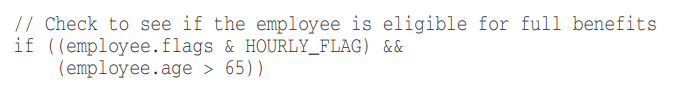 // Check to see if the employee is eligible for full benefits
if ((employee.flags & HOURLY_FLAG) &&
    (employee.age > 65))